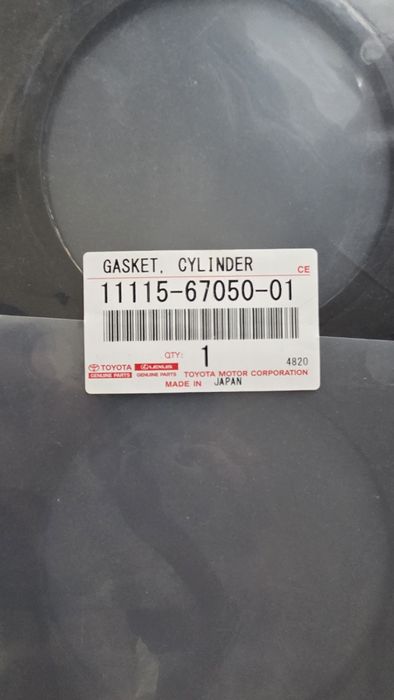 GASKET, CYLINDER
CE
11115-67050-01
QTY: 1
4820
TOYOTA LEXUS
GENUINE PARTS GENUINE PARTS TOYOTA MOTOR CORPORATION
MADE IN JAPAN